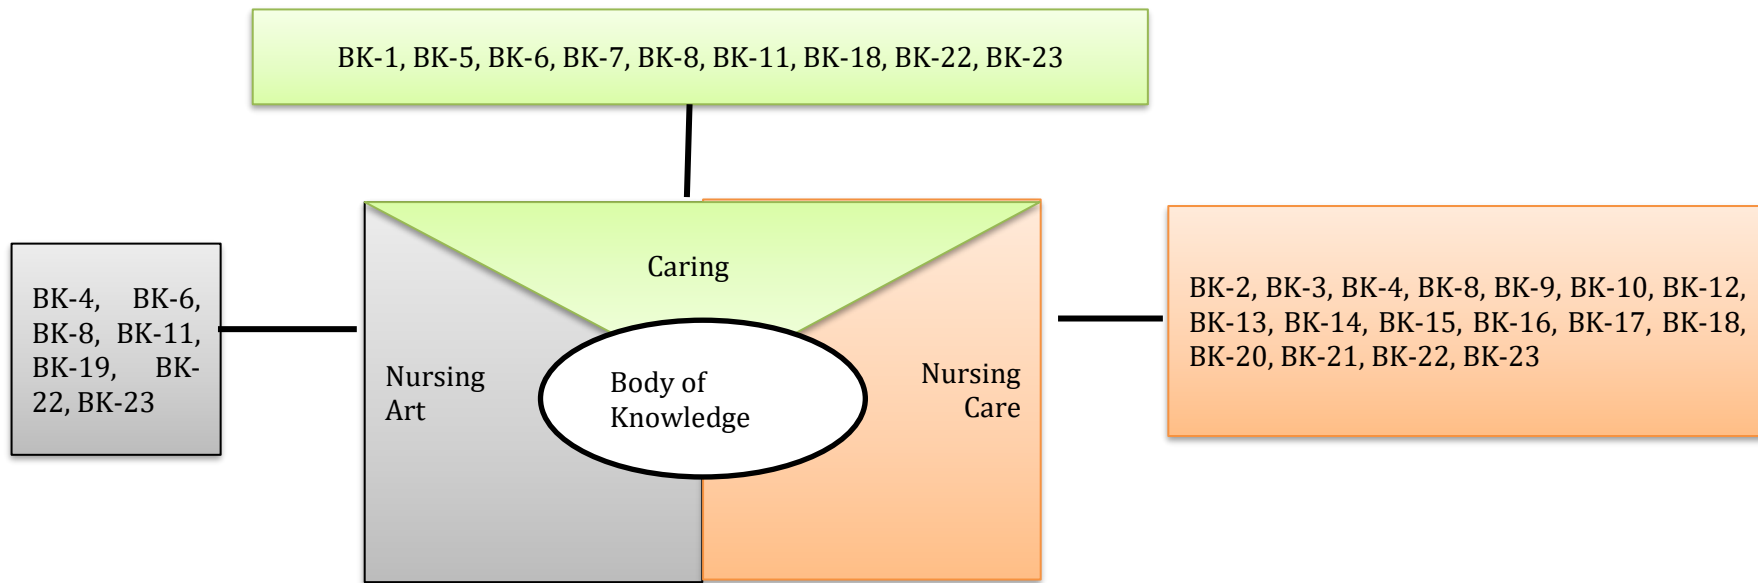 BK-1, BK-5, BK-6, BK-7, BK-8, BK-11, BK-18, BK-22, BK-23
Caring
BK-4, BK-6,
BK-8, BK-11,
BK-19, BK-
22, BK-23
Nursing
Art
Body of
Knowledge
Nursing
Care
BK-2, BK-3, BK-4, BK-8, BK-9, BK-10, BK-12,
BK-13, BK-14, BK-15, BK-16, BK-17, BK-18,
BK-20, BK-21, BK-22, BK-23